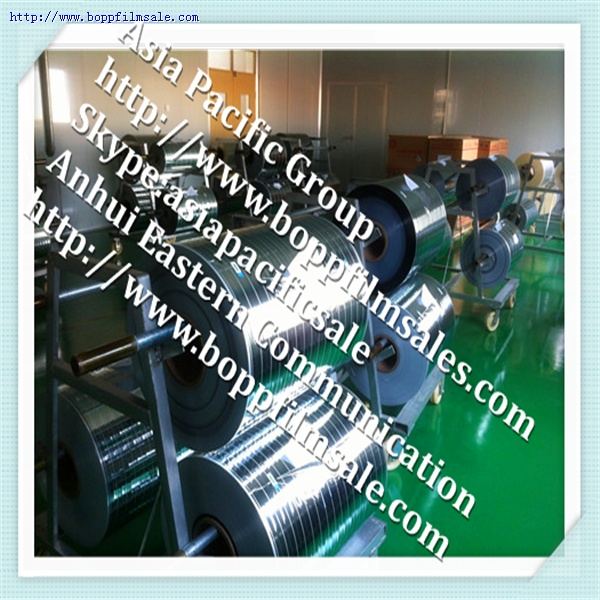 http://www.boppfilmsale.com
Asia Pacific Group
http://www.boppfilmsales.com
Skype:asiapacificsale
Anhui Eastern communication
http://www.boppfilmsale.com